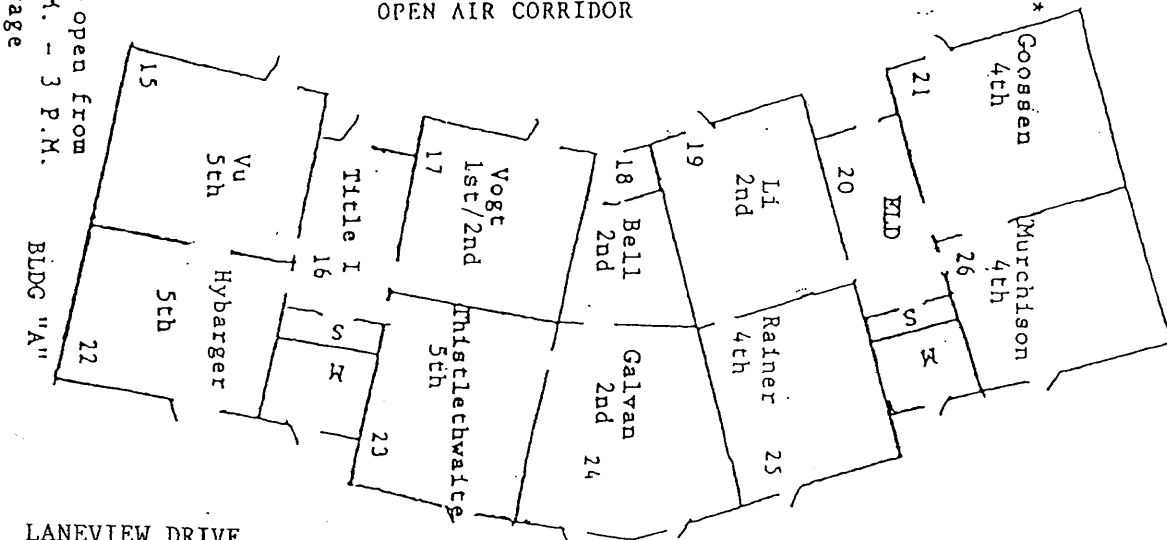 OPEN AIR CORRIDOR
open from
M. - 3 P.M.
age
15
Vu
5th
Title I
16
17
Vogt
1st/2nd
18
Bell
2nd
19
Li
2nd
20
ELD
21
Goossen
4th
*
Murchison
4th
26
S
M
Rainer
4th
25
Galvan
2nd
24
Thistlethwaite
5th
23
S
M
Hybarger
5th
22
BLDG "A"
LANEVIEW DRIVE